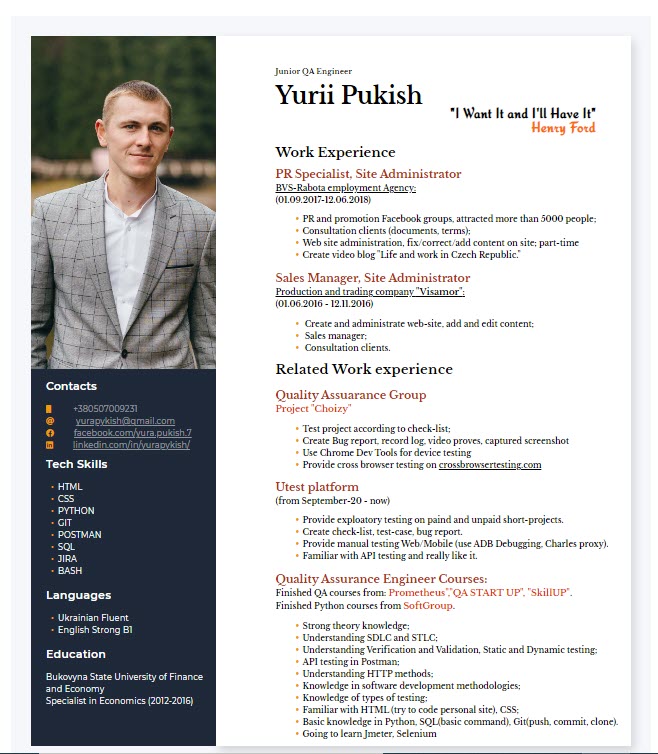 Junior QA Engineer
Yurii Pukish
"I Want It and I'll Have It"
Henry Ford
Work Experience
PR Specialist, Site Administrator
BVS-Rabota employment Agency:
(01.09.2017-12.06.2018)
• PR and promotion Facebook groups, attracted more than 5000 people;
• Consultation clients (documents, terms);
• Web site administration, fix/correct/add content on site; part-time
• Create video blog "Life and work in Czech Republic."
Sales Manager, Site Administrator
Production and trading company "Visamor":
(01.06.2016 - 12.11.2016)
• Create and administrate web-site, add and edit content;
• Sales manager;
• Consultation clients.
Related Work experience
Quality Assuarance Group
Project "Choizy"
• Test project according to check-list;
• Create Bug report, record log, video proves, captured screenshot
• Use Chrome Dev Tools for device testing
• Provide cross browser testing on crossbrowsertesting.com
Utest platform
(from September-20 - now)
• Provide exploatory testing on paind and unpaid short-projects.
• Create check-list, test-case, bug report.
• Provide manual testing Web/Mobile (use ADB Debugging, Charles proxy).
• Familiar with API testing and really like it.
Quality Assurance Engineer Courses:
Finished QA courses from: Prometheus","QA START UP", "SkillUP".
Finished Python courses from SoftGroup.
• Strong theory knowledge;
• Understanding SDLC and STLC;
• Understanding Verification and Validation, Static and Dynamic testing;
• API testing in Postman;
• Understanding HTTP methods;
• Knowledge in software development methodologies;
• Knowledge of types of testing;
• Familiar with HTML (try to code personal site), CSS;
• Basic knowledge in Python, SQL(basic command), Git(push, commit, clone).
• Going to learn Jmeter, Selenium
Contacts
+380507009231
yurapykish@gmail.com
facebook.com/yura.pukish.7
linkedin.com/in/yurapykish/
Tech Skills
• HTML
• CSS
• PYTHON
• GIT
• POSTMAN
• SQL
• JIRA
• BASH
Languages
• Ukrainian Fluent
• English Strong B1
Education
Bukovyna State University of Finance
and Economy
Specialist in Economics (2012-2016)